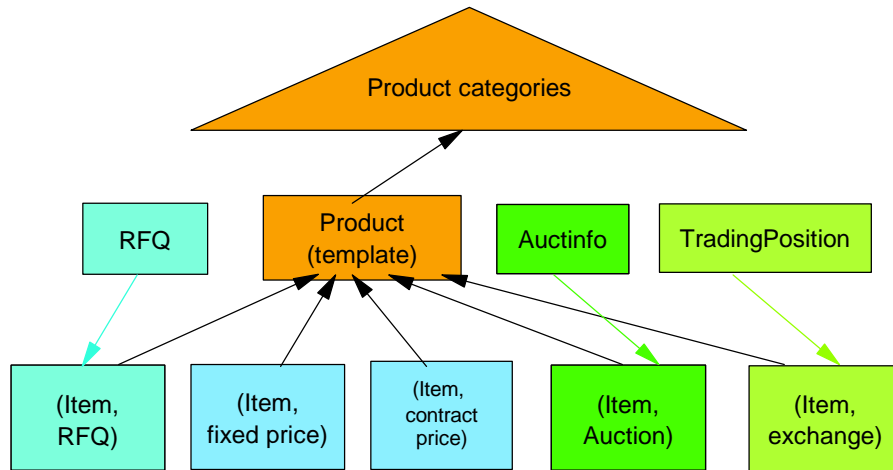 Product categories
RFQ
Product
(template)
Auctinfo
TradingPosition
(Item,
RFQ)
(Item,
fixed price)
(Item,
contract
price)
(Item,
Auction)
(Item,
exchange)